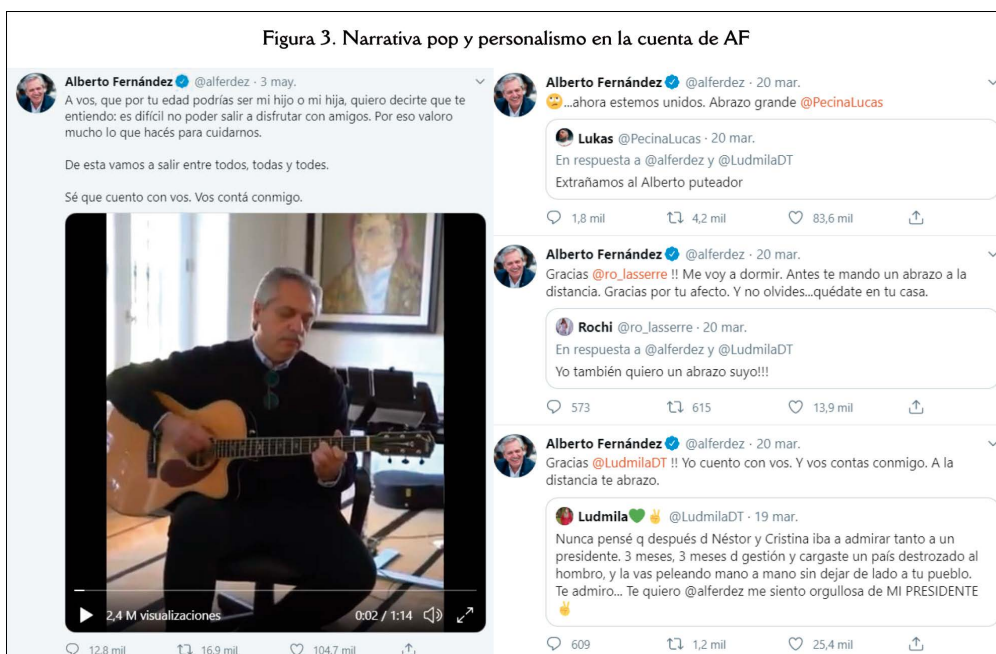 Figura 3. Narrativa pop y personalismo en la cuenta de AF
Alberto Fernández @alferdez · 3 may.
A vos, que por tu edad podrías ser mi hijo o mi hija, quiero decirte que te
entiendo: es difícil no poder salir a disfrutar con amigos. Por eso valoro
mucho lo que hacés para cuidarnos.
De esta vamos a salir entre todos, todas y todes.
Sé que cuento con vos. Vos contá conmigo.
2,4 M visualizaciones
0:02 / 1:14
12,8 mil 16,9 mil 104,7 mil
Alberto Fernández @alferdez · 20 mar.
🙄...ahora estemos unidos. Abrazo grande @PecinaLucas
Lukas @PecinaLucas · 20 mar.
En respuesta a @alferdez y @LudmilaDT
Extrañamos al Alberto puteador
1,8 mil 4,2 mil 83,6 mil
Alberto Fernández @alferdez · 20 mar.
Gracias @ro_lasserre !! Me voy a dormir. Antes te mando un abrazo a la
distancia. Gracias por tu afecto. Y no olvides...quédate en tu casa.
Rochi @ro_lasserre · 20 mar.
En respuesta a @alferdez y @LudmilaDT
Yo también quiero un abrazo suyo!!!
573 615 13,9 mil
Alberto Fernández @alferdez · 20 mar.
Gracias @LudmilaDT !! Yo cuento con vos. Y vos contas conmigo. A la
distancia te abrazo.
Ludmila💚✌ @LudmilaDT · 19 mar.
Nunca pensé q después d Néstor y Cristina iba a admirar tanto a un
presidente. 3 meses, 3 meses d gestión y cargaste un país destrozado al
hombro, y la vas peleando mano a mano sin dejar de lado a tu pueblo.
Te admiro... Te quiero @alferdez me siento orgullosa de MI PRESIDENTE
✌
609 1,2 mil 25,4 mil